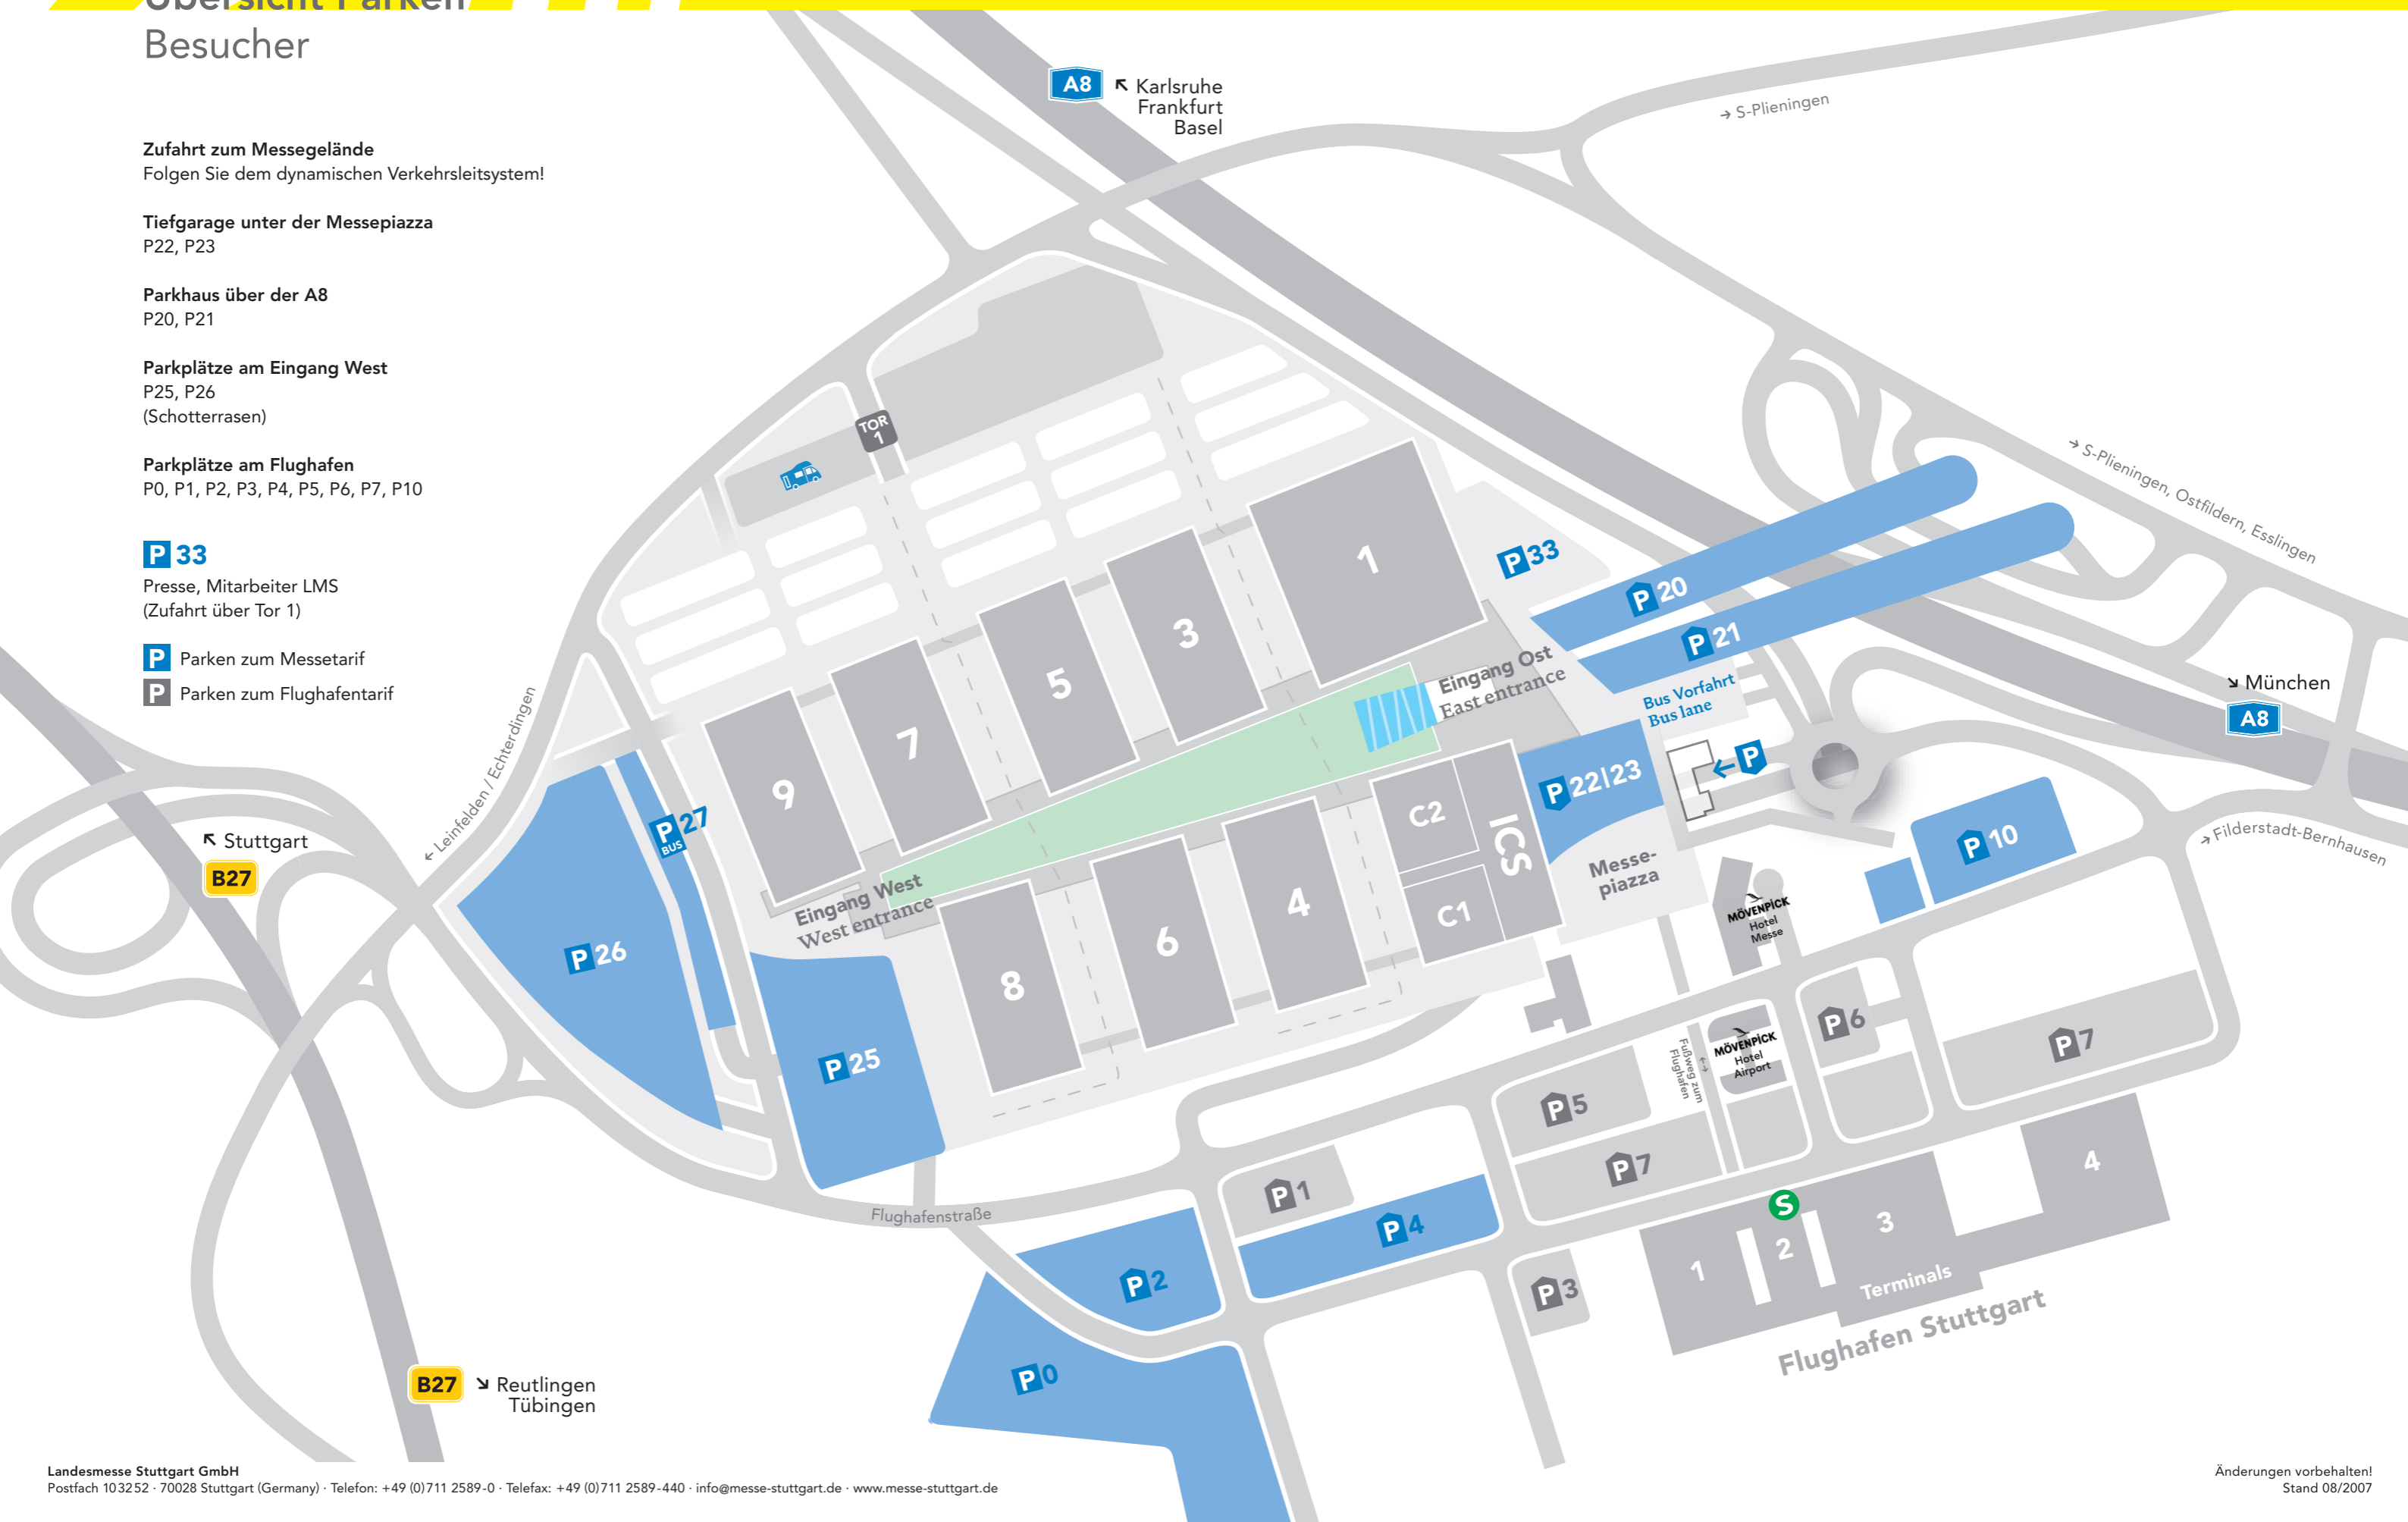 Übersicht Parken
Besucher
Zufahrt zum Messegelände
Folgen Sie dem dynamischen Verkehrsleitsystem!
Tiefgarage unter der Messepiazza
P22, P23
Parkhaus über der A8
P20, P21
Parkplätze am Eingang West
P25, P26
(Schotterrasen)
Parkplätze am Flughafen
P0, P1, P2, P3, P4, P5, P6, P7, P10
P 33
Presse, Mitarbeiter LMS
(Zufahrt über Tor 1)
P Parken zum Messetarif
P Parken zum Flughafentarif
A8 ↖ Karlsruhe
Frankfurt
Basel
→ S-Plieningen
→ S-Plieningen, Ostfildern, Esslingen
TOR
1
P 33
P 20
P 21
1
3
5
7
9
Eingang Ost
East entrance
Bus Vorfahrt
Bus lane
↘ München
A8
← Leinfelden / Echterdingen
↖ Stuttgart
B27
P 27
BUS
P 22|23
← P
C2
ICS
C1
Messe-
piazza
P 10
→ Filderstadt-Bernhausen
MÖVENPICK
Hotel
Messe
Eingang West
West entrance
P 26
P 25
8
6
4
P 6
P 7
MÖVENPICK
Hotel
Airport
Fußweg zum
Flughafen
P 5
P 7
P 1
P 4
Flughafenstraße
P 2
P 3
P 0
S
1
2
3
4
Terminals
Flughafen Stuttgart
B27 ↘ Reutlingen
Tübingen
Landesmesse Stuttgart GmbH
Postfach 10 32 52 · 70028 Stuttgart (Germany) · Telefon: +49 (0)711 2589-0 · Telefax: +49 (0)711 2589-440 · info@messe-stuttgart.de · www.messe-stuttgart.de
Änderungen vorbehalten!
Stand 08/2007